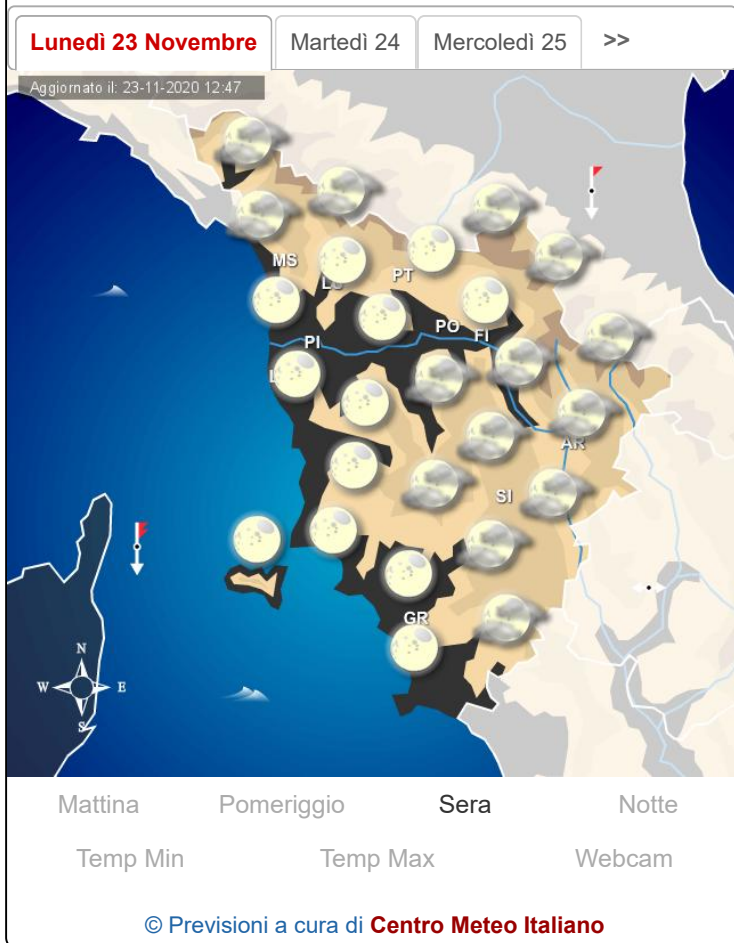 Lunedì 23 Novembre Martedì 24 Mercoledì 25 >>
Aggiornato il: 23-11-2020 12:47
MS
PT
PO
FI
PI
L
AR
SI
GR
N
W E
S
Mattina Pomeriggio Sera Notte
Temp Min Temp Max Webcam
© Previsioni a cura di Centro Meteo Italiano